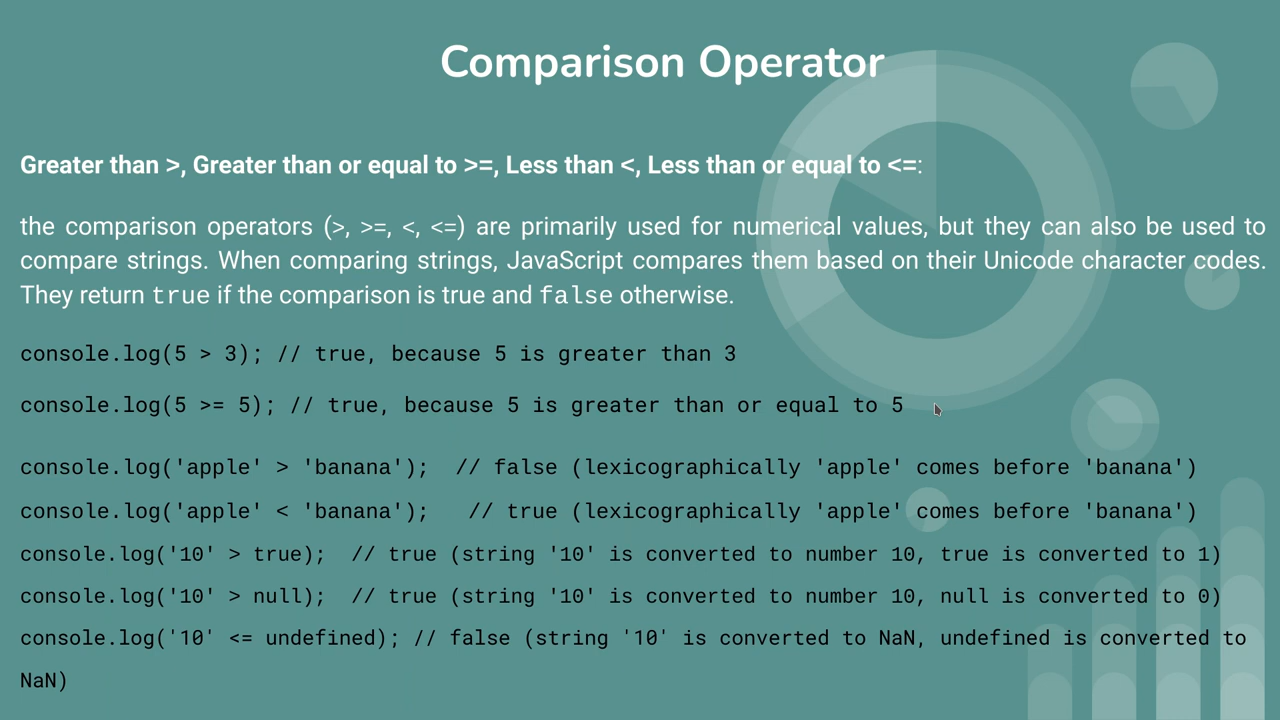 Comparison Operator
Greater than >, Greater than or equal to >=, Less than <, Less than or equal to <=:
the comparison operators (>, >=, <, <=) are primarily used for numerical values, but they can also be used to
compare strings. When comparing strings, JavaScript compares them based on their Unicode character codes.
They return true if the comparison is true and false otherwise.
console.log(5 > 3); // true, because 5 is greater than 3
console.log(5 >= 5); // true, because 5 is greater than or equal to 5
console.log('apple' > 'banana');  // false (lexicographically 'apple' comes before 'banana')
console.log('apple' < 'banana');   // true (lexicographically 'apple' comes before 'banana')
console.log('10' > true);  // true (string '10' is converted to number 10, true is converted to 1)
console.log('10' > null);  // true (string '10' is converted to number 10, null is converted to 0)
console.log('10' <= undefined); // false (string '10' is converted to NaN, undefined is converted to
NaN)